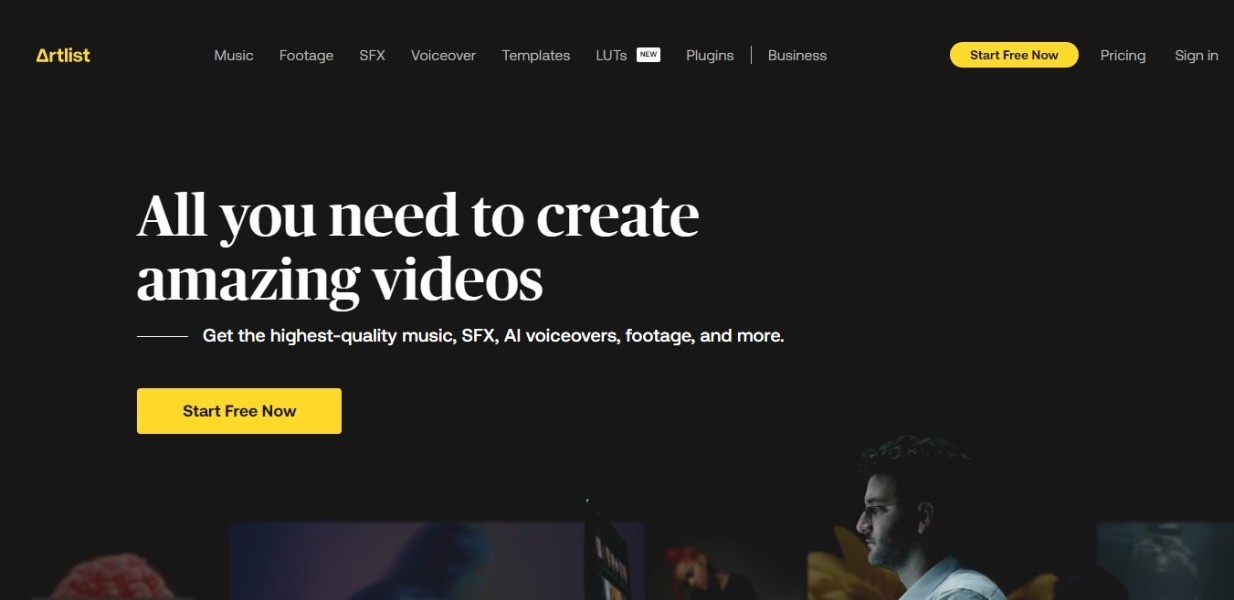 Artlist
Music Footage SFX Voiceover Templates LUTs NEW Plugins Business
Start Free Now Pricing Sign in
All you need to create
amazing videos
Get the highest-quality music, SFX, AI voiceovers, footage, and more.
Start Free Now